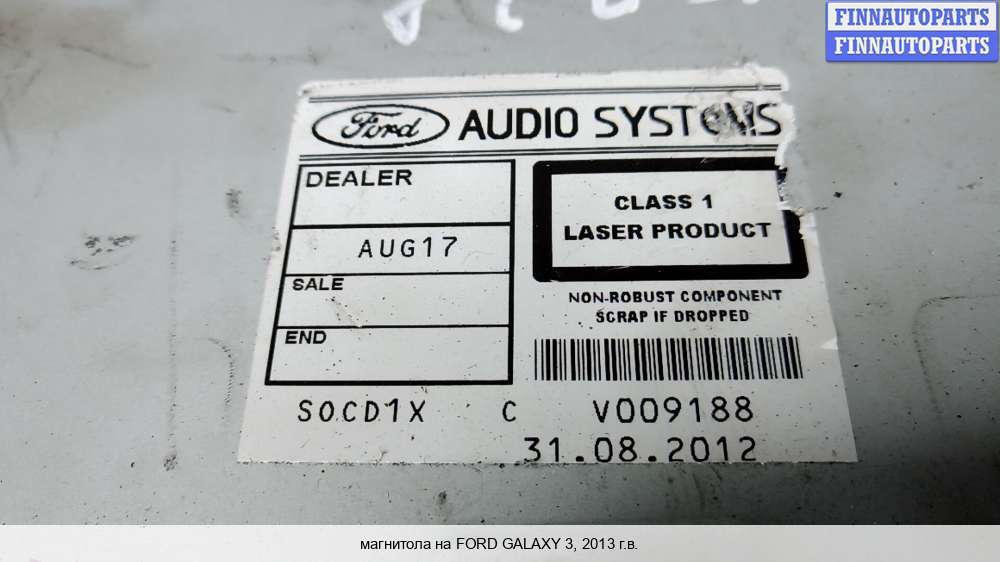 FINNAUTOPARTS
FINNAUTOPARTS
Ford AUDIO SYSTEMS
DEALER
AUG17
SALE
END
CLASS 1
LASER PRODUCT
NON-ROBUST COMPONENT
SCRAP IF DROPPED
SOCD1X C V009188
31.08.2012
магнитола на FORD GALAXY 3, 2013 г.в.